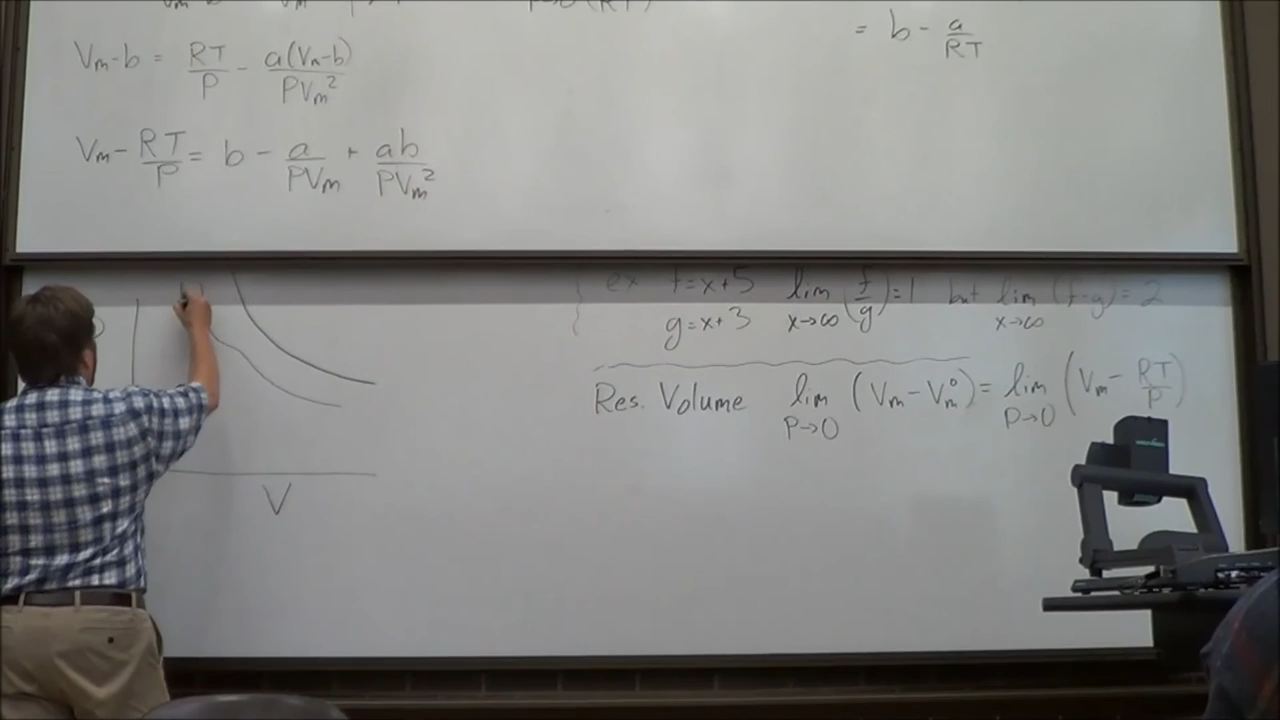 Vm-b = RT/P - a(Vm-b)/PVm²
= b - a/RT
Vm - RT/P = b - a/PVm + ab/PVm²
ex f=x+5 lim x→∞ (f/g)=1 but lim x→∞ (f-g)=2
g=x+3
Res. Volume lim P→0 (Vm - Vm°) = lim P→0 (Vm - RT/P)
V